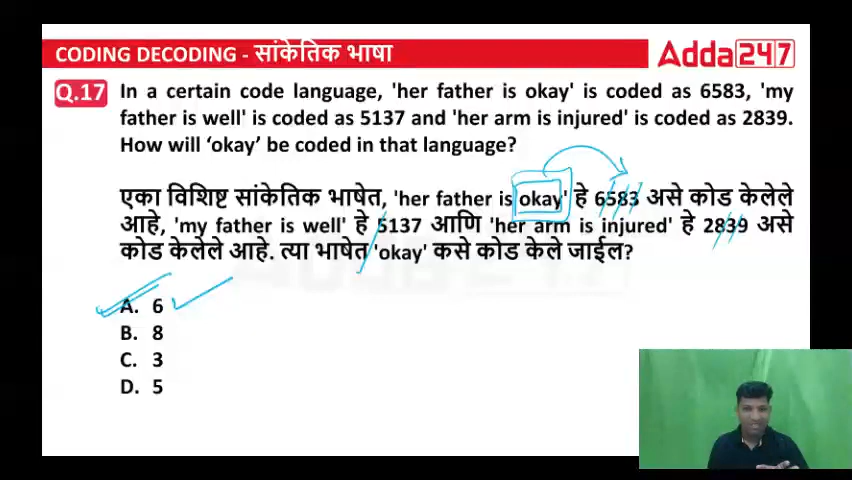 CODING DECODING - सांकेतिक भाषा
Adda247
Q.17 In a certain code language, 'her father is okay' is coded as 6583, 'my
father is well' is coded as 5137 and 'her arm is injured' is coded as 2839.
How will ‘okay’ be coded in that language?
एका विशिष्ट सांकेतिक भाषेत, 'her father is okay' हे 6583 असे कोड केलेले
आहे, 'my father is well' हे 5137 आणि 'her arm is injured' हे 2839 असे
कोड केलेले आहे. त्या भाषेत 'okay' कसे कोड केले जाईल?
A. 6
B. 8
C. 3
D. 5